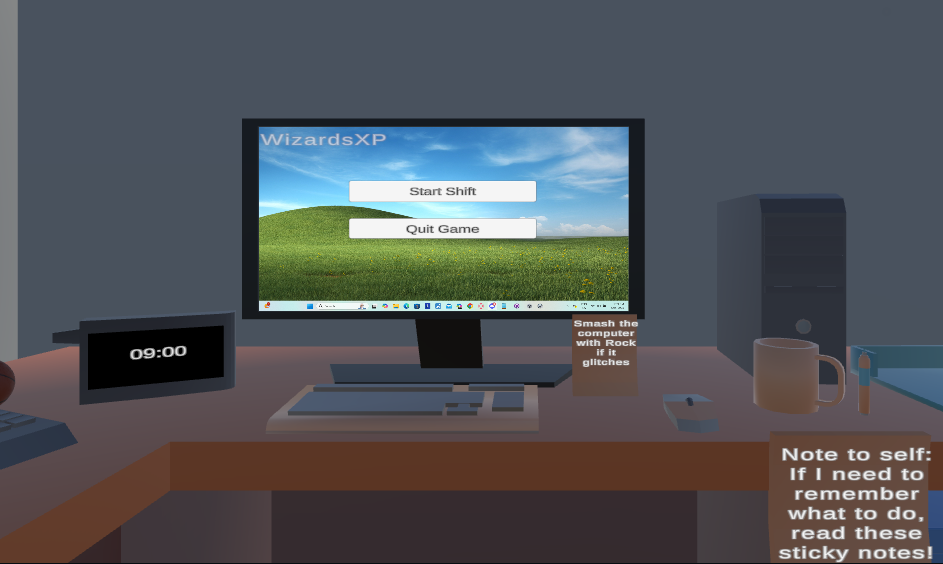 WizardsXP
Start Shift
Quit Game
09:00
Smash the
computer
with Rock
if it
glitches
Note to self:
If I need to
remember
what to do,
read these
sticky notes!